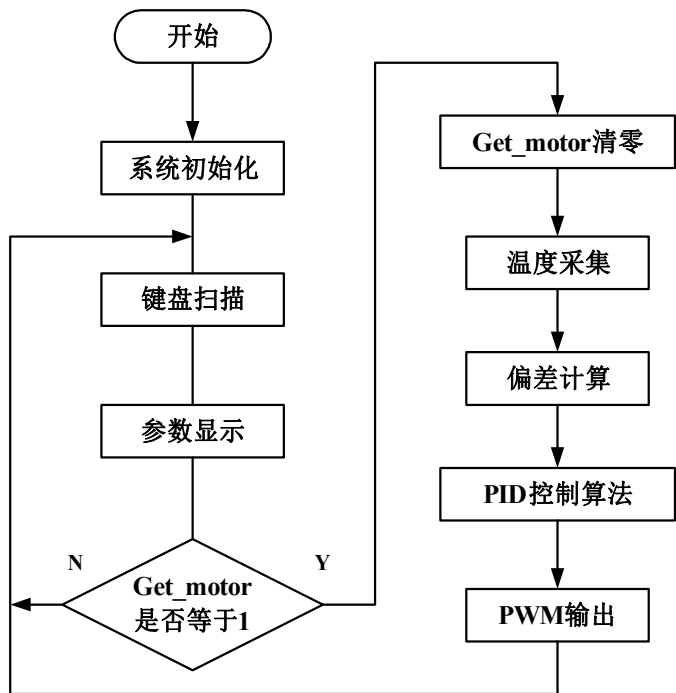 开始
系统初始化
键盘扫描
参数显示
N
Get_motor
是否等于1
Y
Get_motor清零
温度采集
偏差计算
PID控制算法
PWM输出